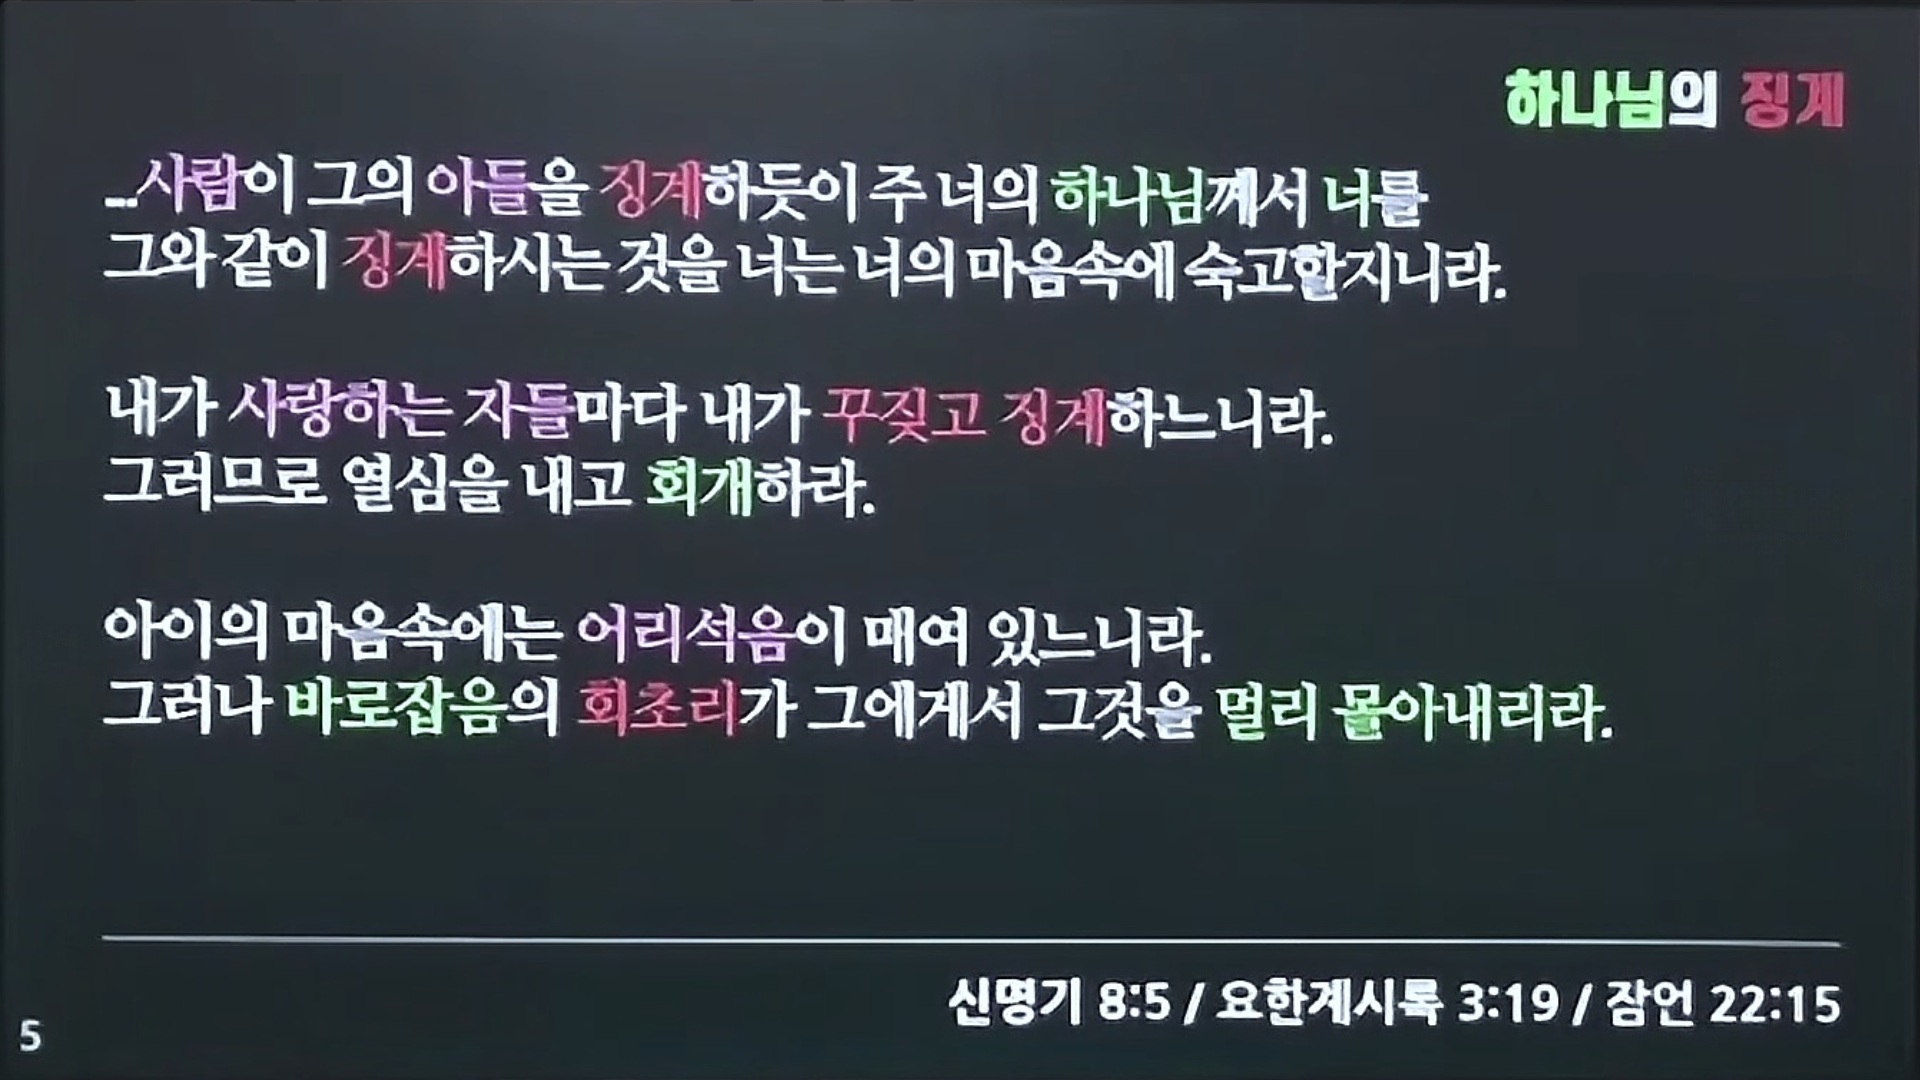 하나님의 징계
...사람이 그의 아들을 징계하듯이 주 너의 하나님께서 너를
그와 같이 징계하시는 것을 너는 너의 마음속에 숙고할지니라.
내가 사랑하는 자들마다 내가 꾸짖고 징계하느니라.
그러므로 열심을 내고 회개하라.
아이의 마음속에는 어리석음이 매여 있느니라.
그러나 바로잡음의 회초리가 그에게서 그것을 멀리 몰아내리라.
신명기 8:5 / 요한계시록 3:19 / 잠언 22:15
5